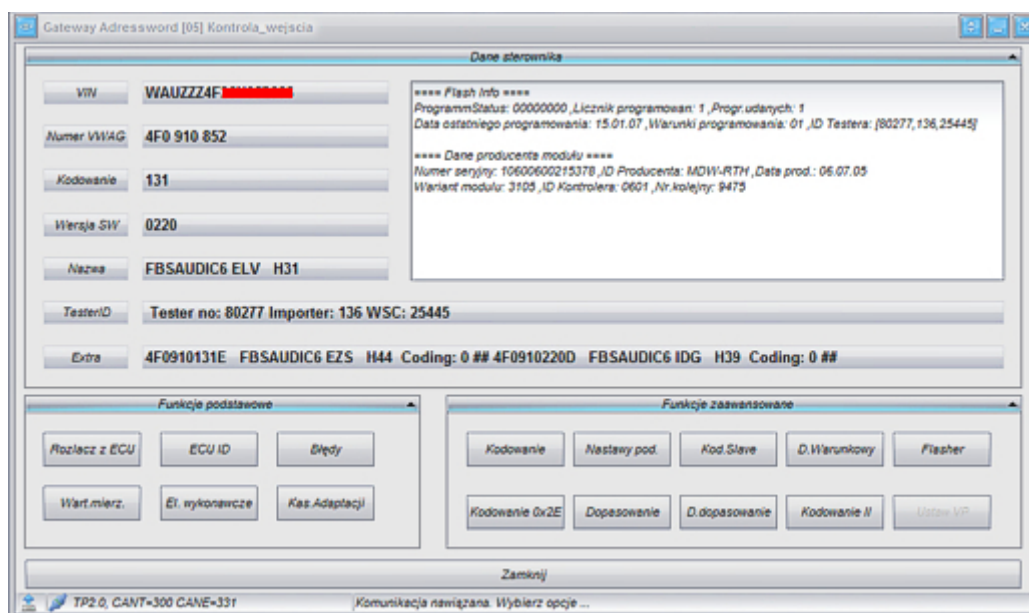 Gateway Adressword [05] Kontrola_wejscia
Dane sterownika
VIN WAUZZZ4F
Numer VWAG 4F0 910 852
Kodowanie 131
Wersja SW 0220
Nazwa FBSAUDIC6 ELV H31
==== Flash Info ====
ProgrammStatus: 00000000 ,Licznik programowan: 1 ,Progr.udanych: 1
Data ostatniego programowania: 15.01.07 ,Warunki programowania: 01 ,ID Testera: [80277,136,25445]
==== Dane producenta modułu ====
Numer seryjny: 10600600215378 ,ID Producenta: MDW-RTH ,Data prod.: 06.07.05
Wariant modulu: 3105 ,ID Kontrolera: 0601 ,Nr.kolejny: 9475
TesterID Tester no: 80277 Importer: 136 WSC: 25445
Extra 4F0910131E FBSAUDIC6 EZS H44 Coding: 0 ## 4F0910220D FBSAUDIC6 IDG H39 Coding: 0 ##
Funkcje podstawowe
Rozlacz z ECU ECU ID Błędy
Wart.mierz. El. wykonawcze Kas.Adaptacji
Funkcje zaawansowane
Kodowanie Nastawy pod. Kod.Slave D.Warunkowy Flasher
Kodowanie 0x2E Dopasowanie D.dopasowanie Kodowanie II Ustaw VP
Zamknij
TP2.0, CANT=300 CANE=331 Komunikacja nawiązana. Wybierz opcje ...